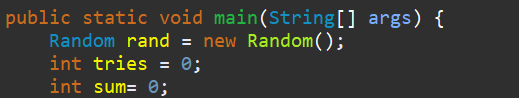 public static void main(String[] args) {
Random rand = new Random();
int tries = 0;
int sum= 0;